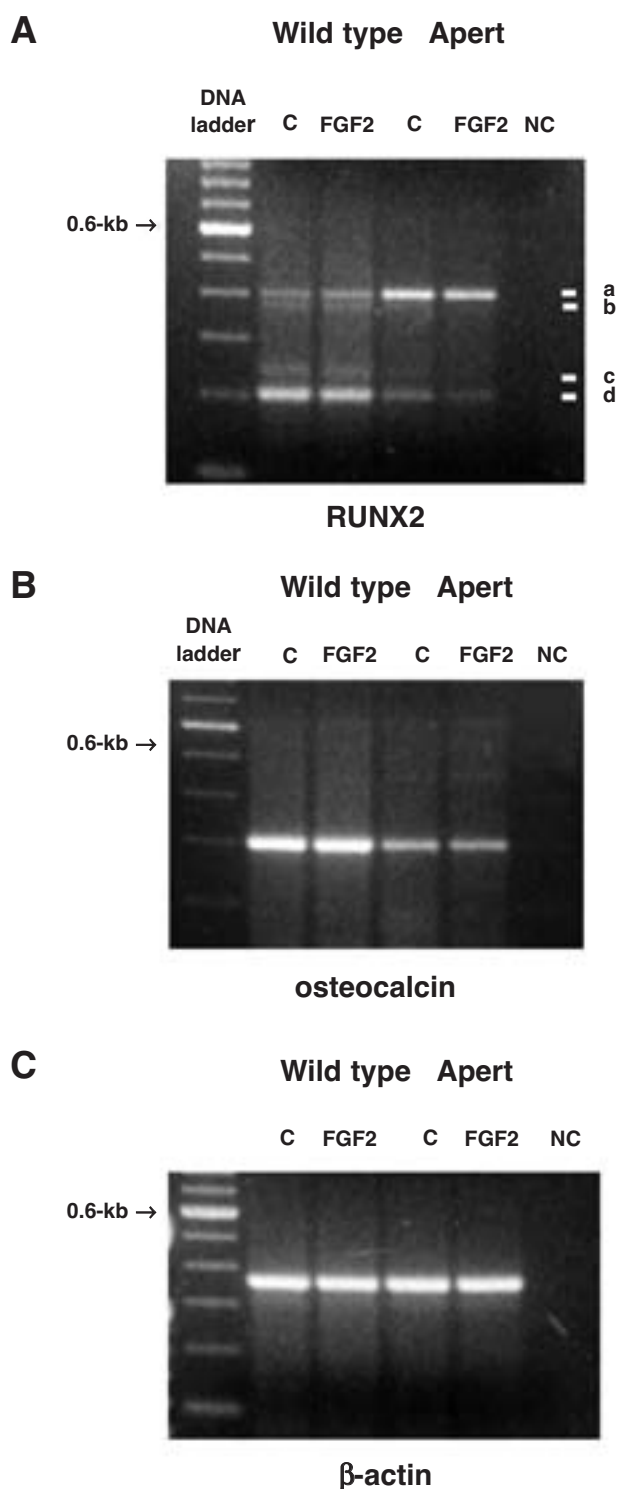 A
Wild type Apert
DNA
ladder C FGF2 C FGF2 NC
0.6-kb →
a
b
c
d
RUNX2
B
Wild type Apert
DNA
ladder C FGF2 C FGF2 NC
0.6-kb →
osteocalcin
C
Wild type Apert
C FGF2 C FGF2 NC
0.6-kb →
β-actin